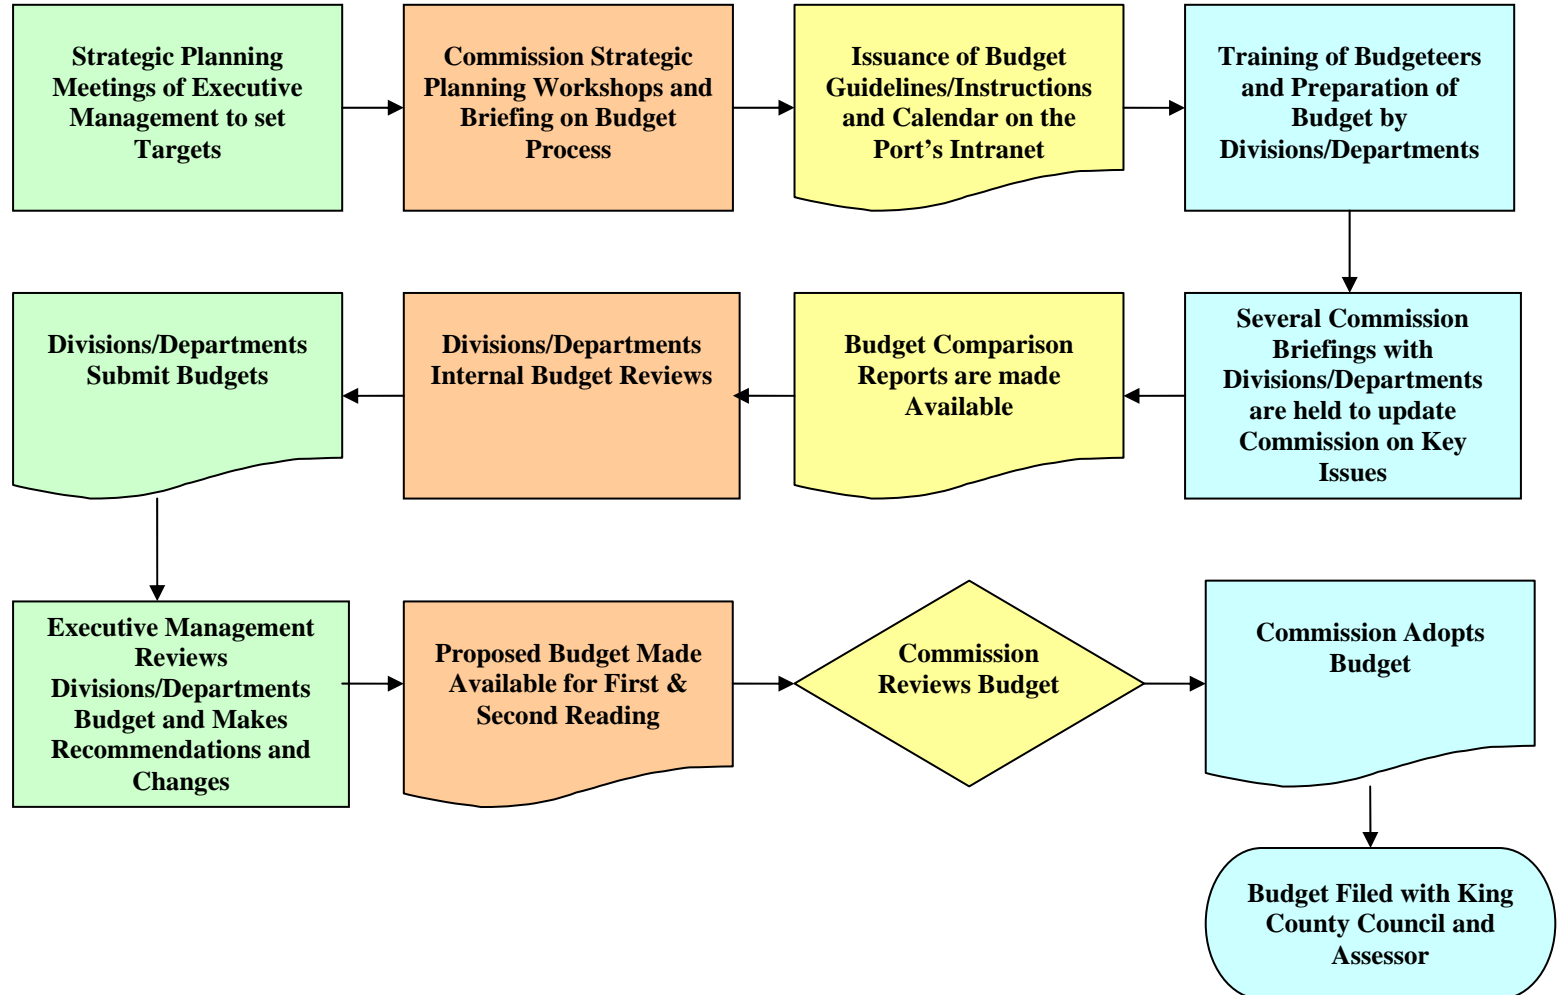 Strategic Planning
Meetings of Executive
Management to set
Targets
Commission Strategic
Planning Workshops and
Briefing on Budget
Process
Issuance of Budget
Guidelines/Instructions
and Calendar on the
Port's Intranet
Training of Budgeteers
and Preparation of
Budget by
Divisions/Departments
Several Commission
Briefings with
Divisions/Departments
are held to update
Commission on Key
Issues
Budget Comparison
Reports are made
Available
Divisions/Departments
Internal Budget Reviews
Divisions/Departments
Submit Budgets
Executive Management
Reviews
Divisions/Departments
Budget and Makes
Recommendations and
Changes
Proposed Budget Made
Available for First &
Second Reading
Commission
Reviews Budget
Commission Adopts
Budget
Budget Filed with King
County Council and
Assessor